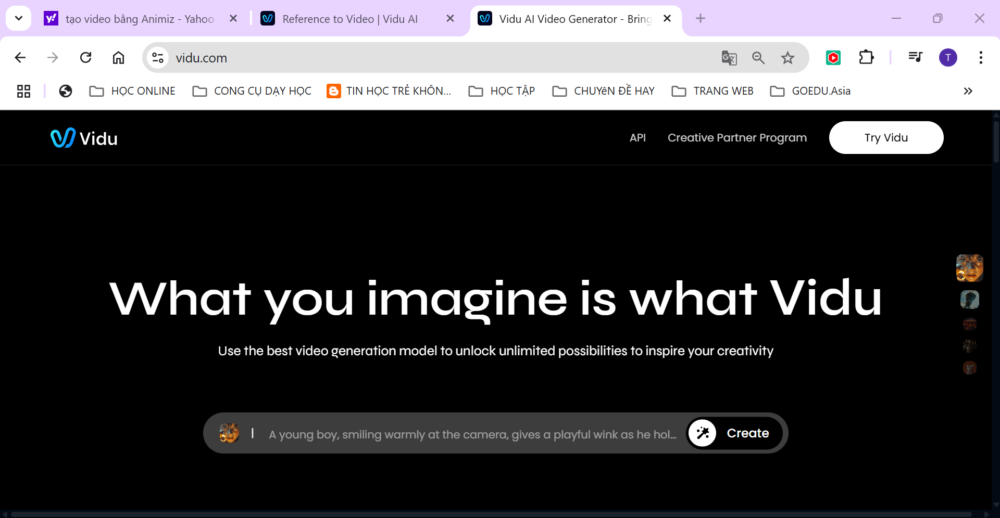 tạo video bằng Animiz - Yahoo
Reference to Video | Vidu AI
Vidu AI Video Generator - Bring
vidu.com
T
HỌC ONLINE
CONG CỤ DẠY HỌC
TIN HỌC TRẺ KHÔN...
HỌC TẬP
CHUYêN ĐỀ HAY
TRANG WEB
GOEDU.Asia
Vidu
API
Creative Partner Program
Try Vidu
What you imagine is what Vidu
Use the best video generation model to unlock unlimited possibilities to inspire your creativity
A young boy, smiling warmly at the camera, gives a playful wink as he hol...
Create